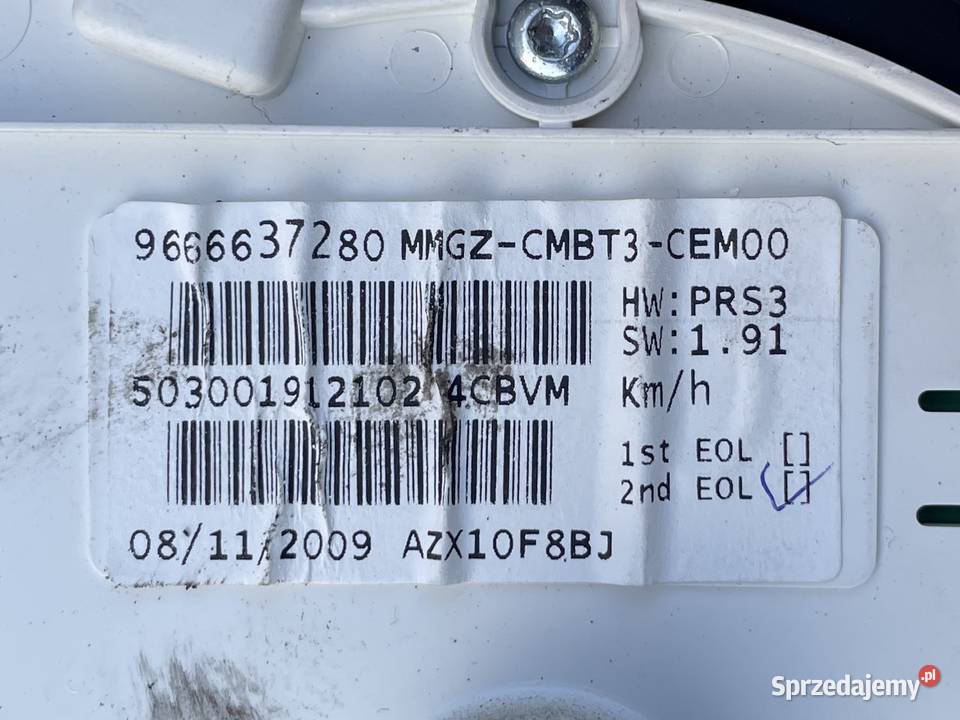 9666637280 MMGZ-CMBT3-CEM00
HW:PRS3
SW:1.91
503001912102 4CBVM Km/h
1st EOL []
2nd EOL []
08/11/2009 AZX10F8BJ
Sprzedajemy.pl